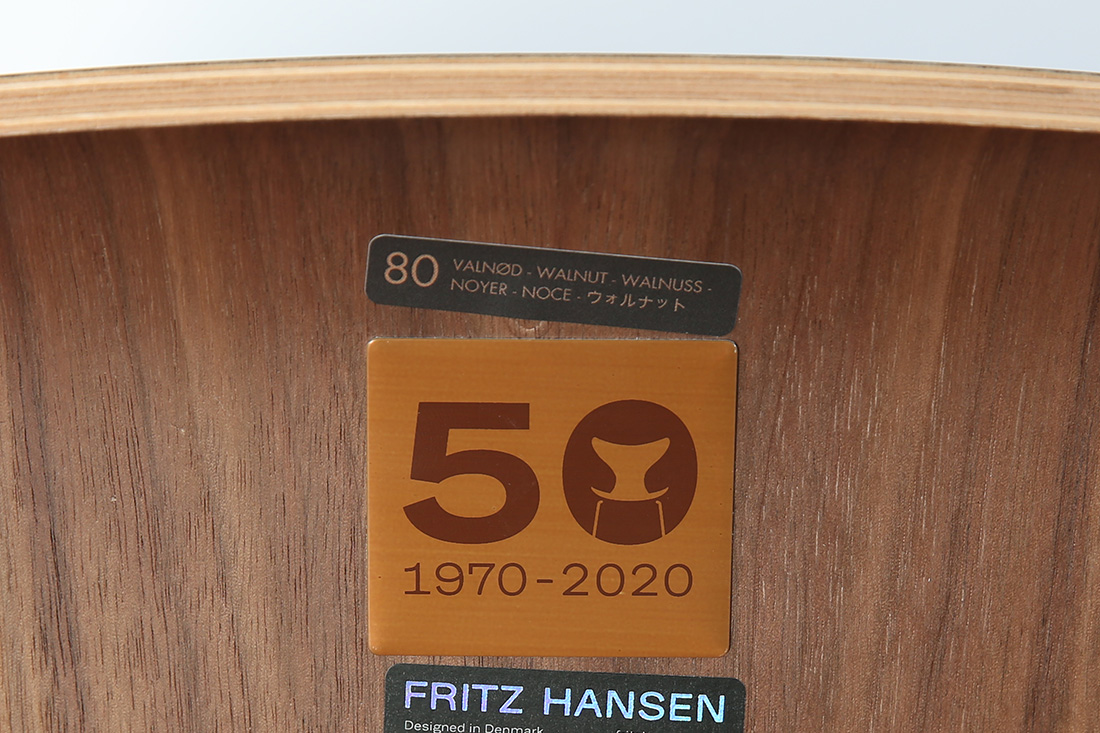 80 VALNØD - WALNUT - WALNUSS -
NOYER - NOCE - ウォルナット
50
1970-2020
FRITZ HANSEN
Designed in Denmark